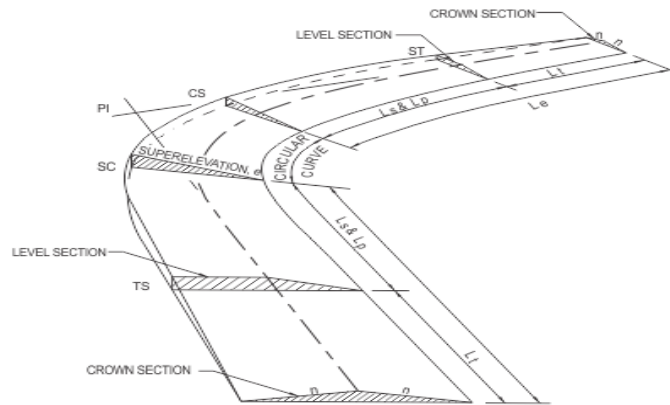 CROWN SECTION
LEVEL SECTION
n
n
ST
CS
Lt
Ls & Lp
Le
PI
SUPERELEVATION, e
CIRCULAR
CURVE
SC
Ls & Lp
LEVEL SECTION
TS
Lt
CROWN SECTION
n
n